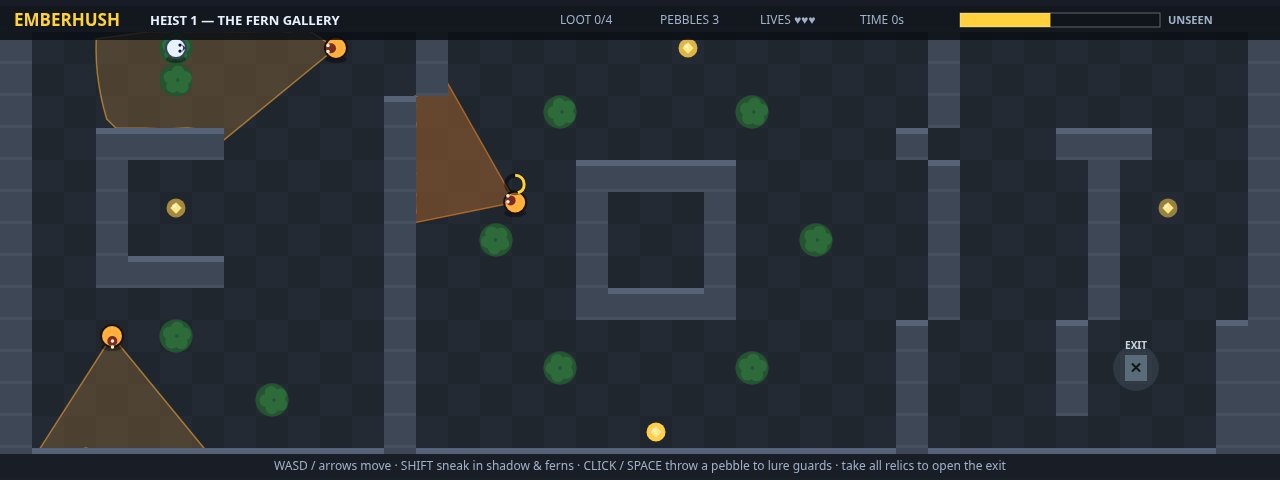 EMBERHUSH HEIST 1 — THE FERN GALLERY LOOT 0/4 PEBBLES 3 LIVES ♥♥♥ TIME 0s UNSEEN
EXIT
WASD / arrows move · SHIFT sneak in shadow & ferns · CLICK / SPACE throw a pebble to lure guards · take all relics to open the exit